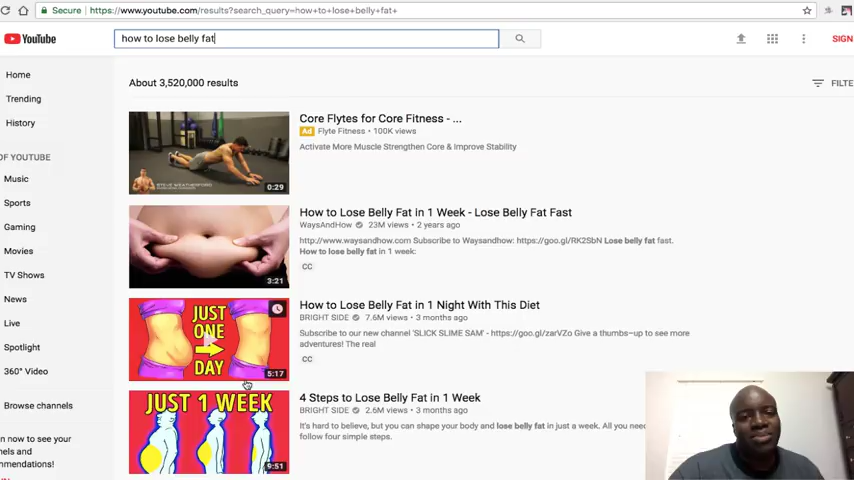 Secure https://www.youtube.com/results?search_query=how+to+lose+belly+fat+
YouTube how to lose belly fat SIGN
Home
Trending
History
OF YOUTUBE
Music
Sports
Gaming
Movies
TV Shows
News
Live
Spotlight
360° Video
Browse channels
n now to see your
nels and
mmendations!
About 3,520,000 results
FILTE
STEVE WEATHERFORD
0:29
Core Flytes for Core Fitness - ...
Ad Flyte Fitness • 100K views
Activate More Muscle Strengthen Core & Improve Stability
3:21
How to Lose Belly Fat in 1 Week - Lose Belly Fat Fast
WaysAndHow 23M views • 2 years ago
http://www.waysandhow.com Subscribe to Waysandhow: https://goo.gl/RK2SbN Lose belly fat fast.
How to lose belly fat in 1 week:
CC
JUST
ONE
DAY
5:17
How to Lose Belly Fat in 1 Night With This Diet
BRIGHT SIDE 7.6M views • 3 months ago
Subscribe to our new channel 'SLICK SLIME SAM' - https://goo.gl/zarVZo Give a thumbs-up to see more
adventures! The real
CC
JUST 1 WEEK
9:51
4 Steps to Lose Belly Fat in 1 Week
BRIGHT SIDE 2.6M views • 3 months ago
It's hard to believe, but you can shape your body and lose belly fat in just a week. All you nee
follow four simple steps.